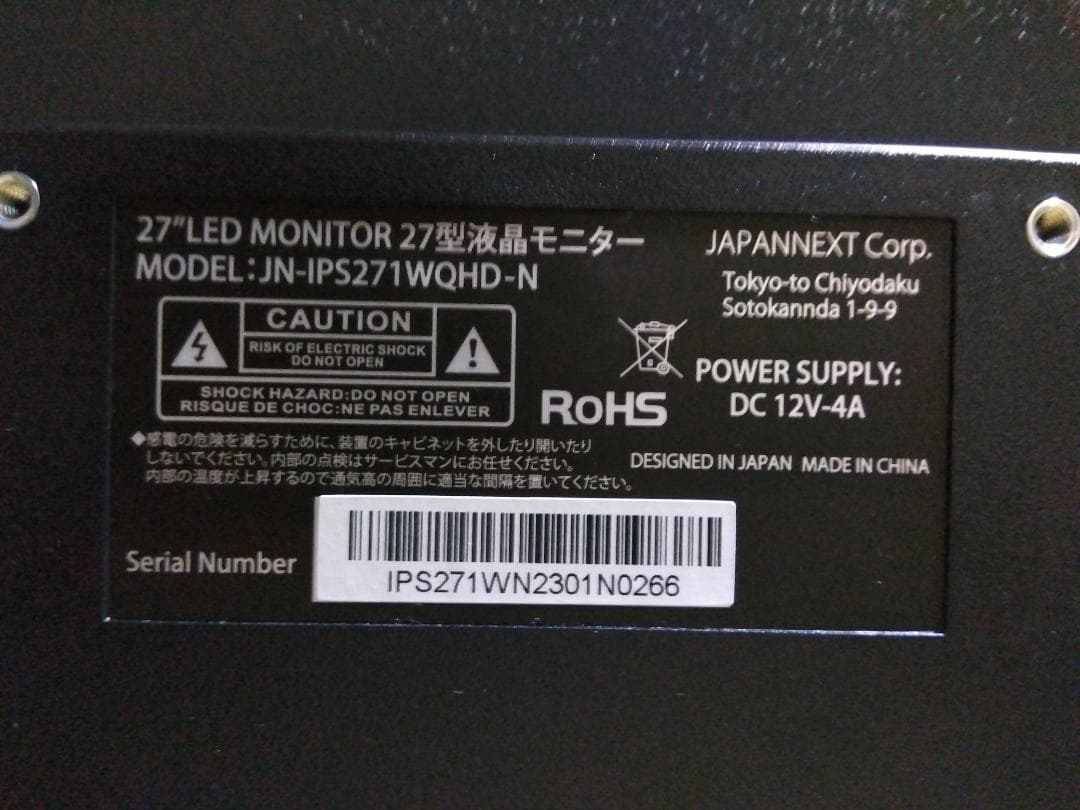 27"LED MONITOR 27型液晶モニター
MODEL:JN-IPS271WQHD-N
JAPANNEXT Corp.
Tokyo-to Chiyodaku
Sotokannda 1-9-9
CAUTION
RISK OF ELECTRIC SHOCK
DO NOT OPEN
SHOCK HAZARD:DO NOT OPEN
RISQUE DE CHOC:NE PAS ENLEVER
RoHS
POWER SUPPLY:
DC 12V-4A
◆感電の危険を減らすために、装置のキャビネットを外したり開いたり
しないでください。内部の点検はサービスマンにお任せください。
内部の温度が上昇するので通気高の周囲に適当な間隔を置いてください。
DESIGNED IN JAPAN MADE IN CHINA
Serial Number
IPS271WN2301N0266